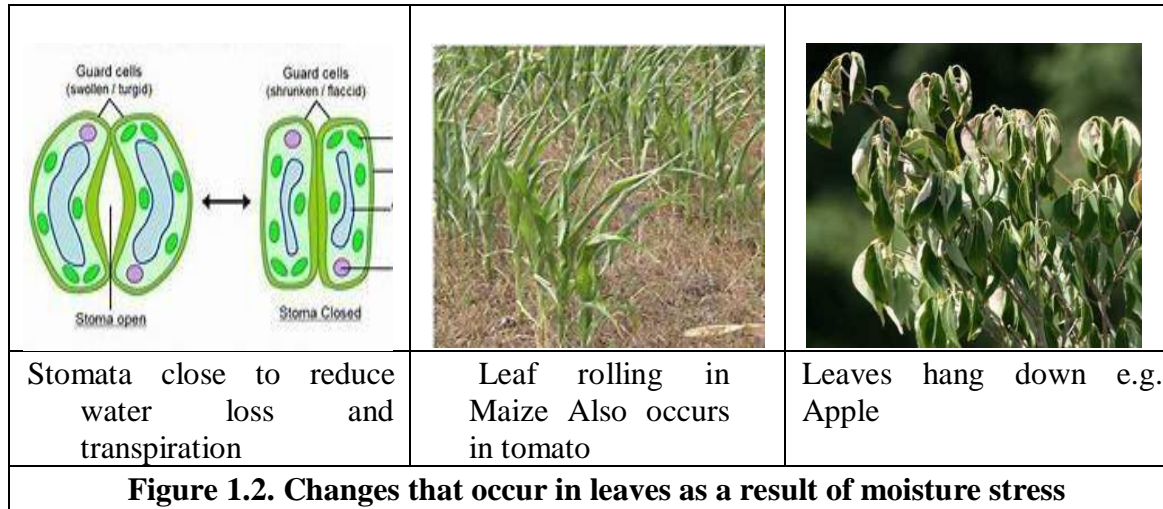 Guard cells
(swollen / turgid)
Stoma open
Guard cells
(shrunken / flaccid)
Stoma Closed
Stomata close to reduce
water loss and
transpiration
Leaf rolling in
Maize Also occurs
in tomato
Leaves hang down e.g.
Apple
Figure 1.2. Changes that occur in leaves as a result of moisture stress